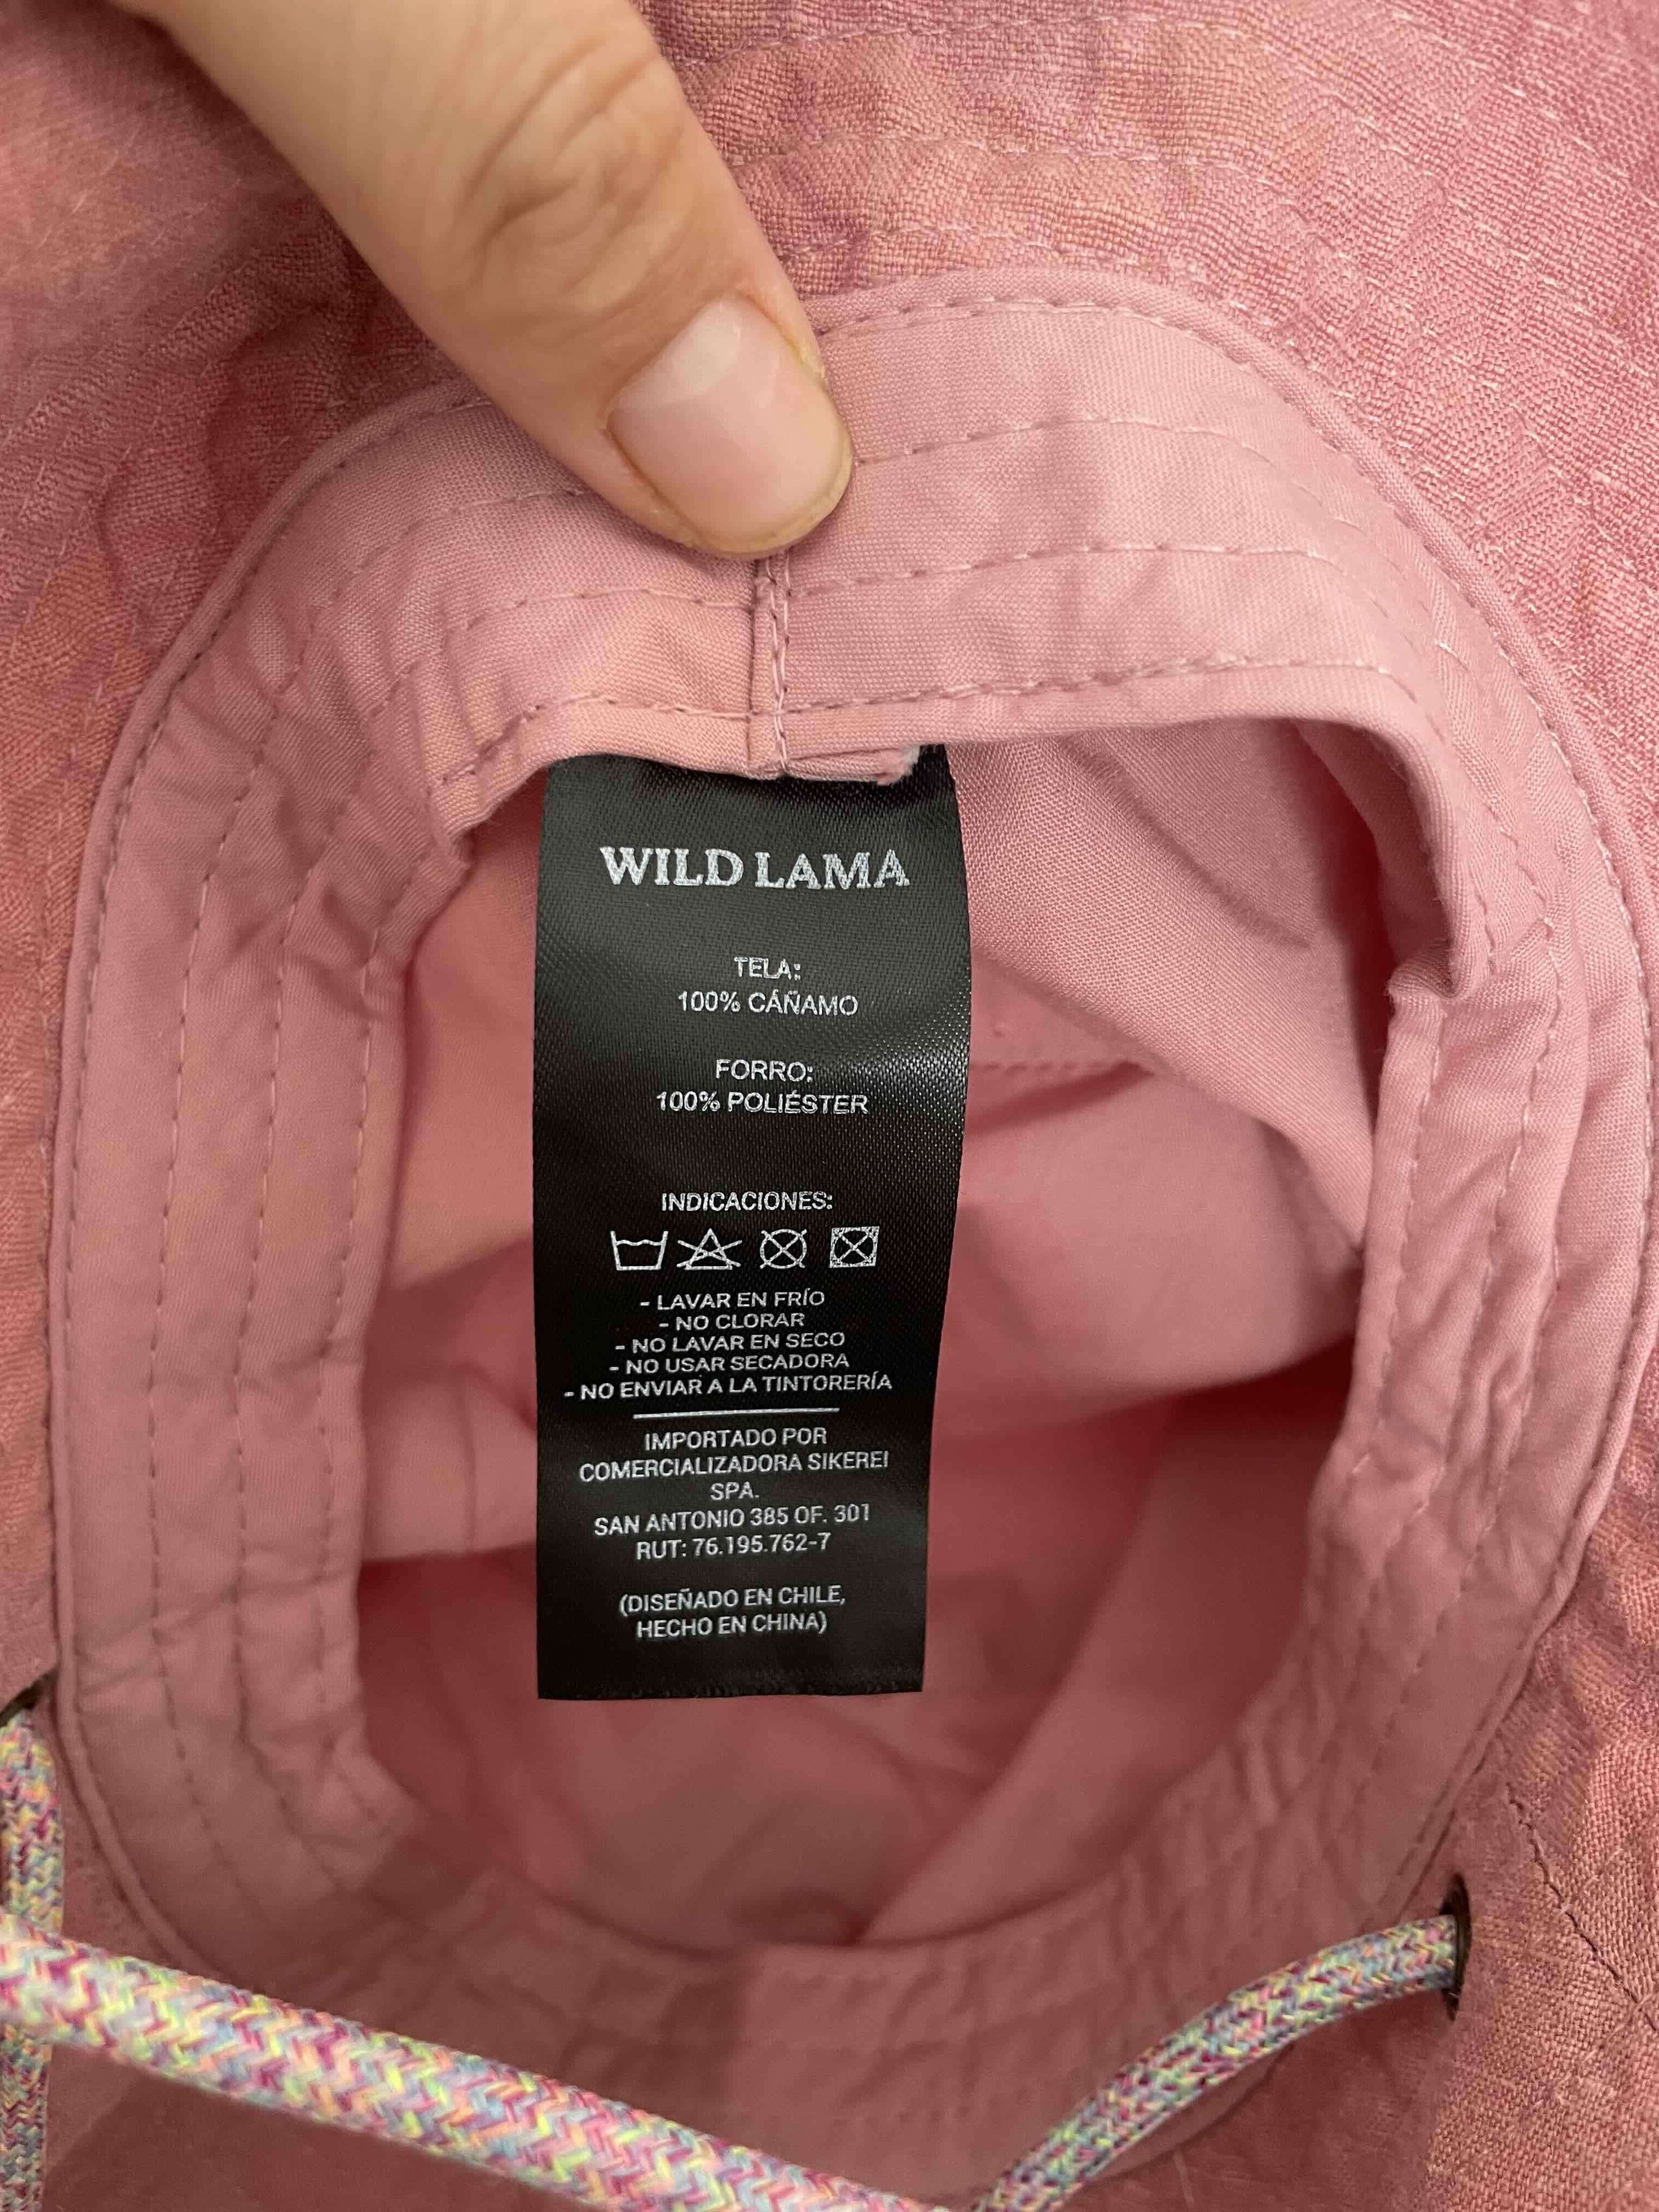 WILD LAMA
TELA:
100% CÁÑAMO
FORRO:
100% POLIÉSTER
INDICACIONES:
- LAVAR EN FRÍO
- NO CLORAR
- NO LAVAR EN SECO
- NO USAR SECADORA
- NO ENVIAR A LA TINTORERÍA
IMPORTADO POR
COMERCIALIZADORA SIKEREI
SPA.
SAN ANTONIO 385 OF. 301
RUT: 76.195.762-7
(DISEÑADO EN CHILE,
HECHO EN CHINA)